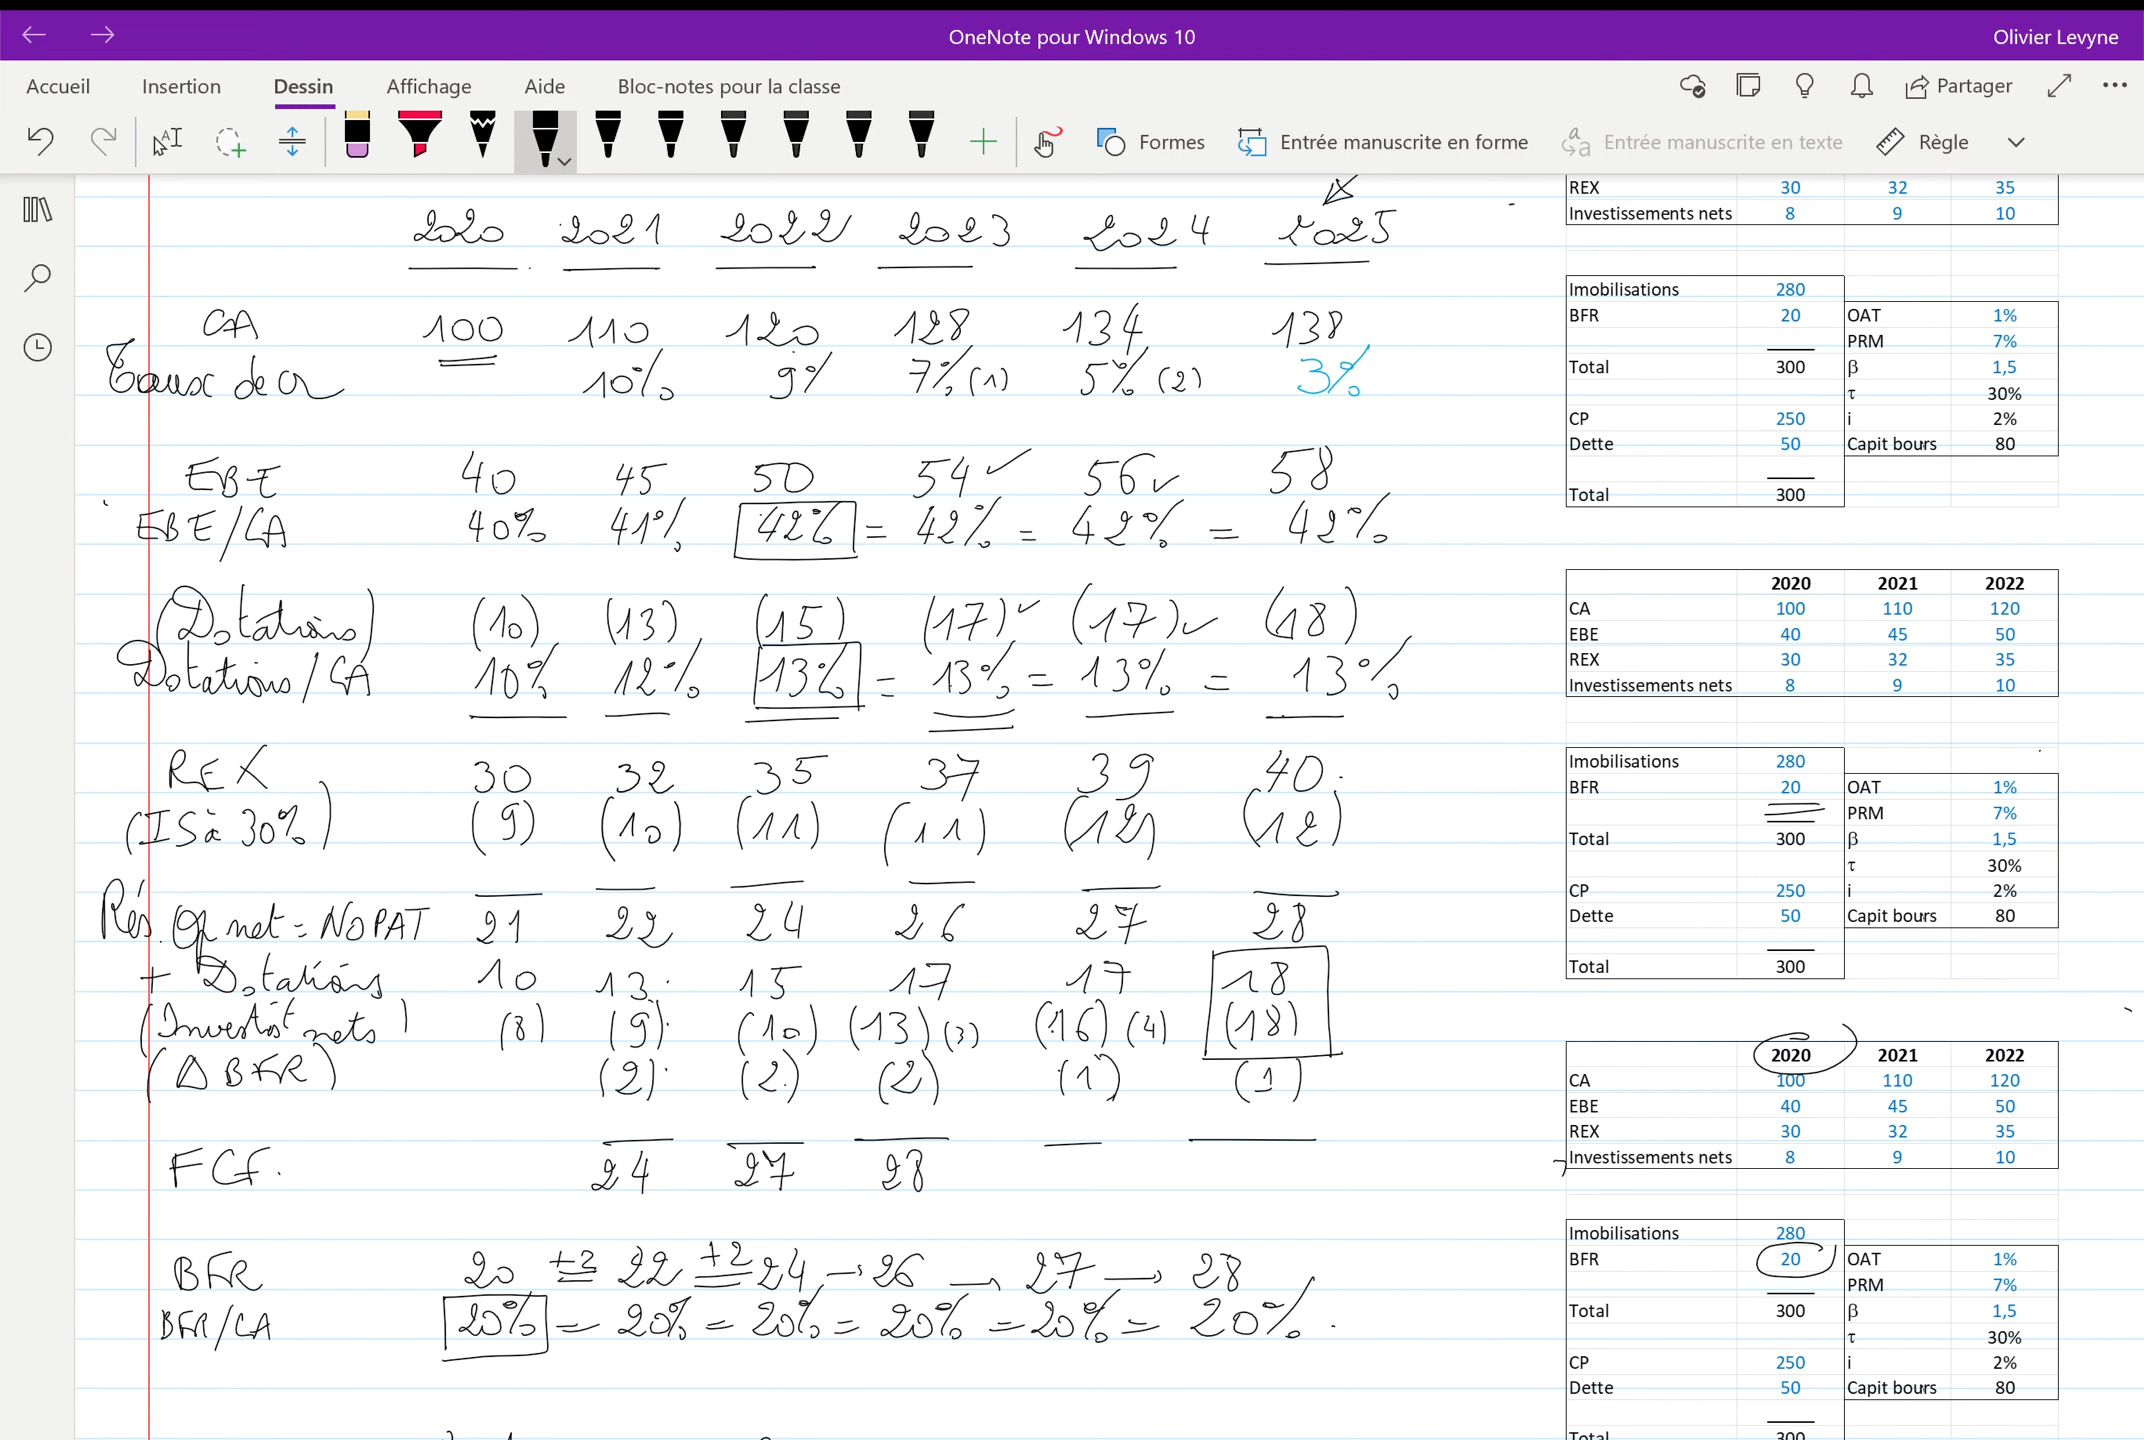 OneNote pour Windows 10
Olivier Levyne
Accueil Insertion Dessin Affichage Aide Bloc-notes pour la classe
Partager
Formes Entrée manuscrite en forme Entrée manuscrite en texte Règle
2020 2021 2022 2023 2024 2025
CA 100 110 120 128 134 138
Taux de cr 10% 9% 7% (1) 5% (2) 3%
EBE 40 45 50 54 56 58
EBE/CA 40% 41% 42% = 42% = 42% = 42%
(Dotations) (10) (13) (15) (17) (17) (18)
Dotations/CA 10% 12% 13% = 13% = 13% = 13%
REX 30 32 35 37 39 40
(IS à 30%) (9) (10) (11) (11) (12) (12)
Rés. Op net = NOPAT 21 22 24 26 27 28
+ Dotations 10 13 15 17 17 18
(Investist nets) (8) (9) (10) (13) (3) (16) (4) (18)
(Δ BFR) (2) (2) (2) (1) (1)
FCF. 24 27 28
BFR 20 +2 22 +2 24 → 26 → 27 → 28
BFR/CA 20% = 20% = 20% = 20% = 20% = 20%
REX 30 32 35
Investissements nets 8 9 10
Imobilisations 280
BFR 20 OAT 1%
PRM 7%
Total 300 β 1,5
τ 30%
CP 250 i 2%
Dette 50 Capit bours 80
Total 300
2020 2021 2022
CA 100 110 120
EBE 40 45 50
REX 30 32 35
Investissements nets 8 9 10
Imobilisations 280
BFR 20 OAT 1%
PRM 7%
Total 300 β 1,5
τ 30%
CP 250 i 2%
Dette 50 Capit bours 80
Total 300
2020 2021 2022
CA 100 110 120
EBE 40 45 50
REX 30 32 35
Investissements nets 8 9 10
Imobilisations 280
BFR 20 OAT 1%
PRM 7%
Total 300 β 1,5
τ 30%
CP 250 i 2%
Dette 50 Capit bours 80
Total 300